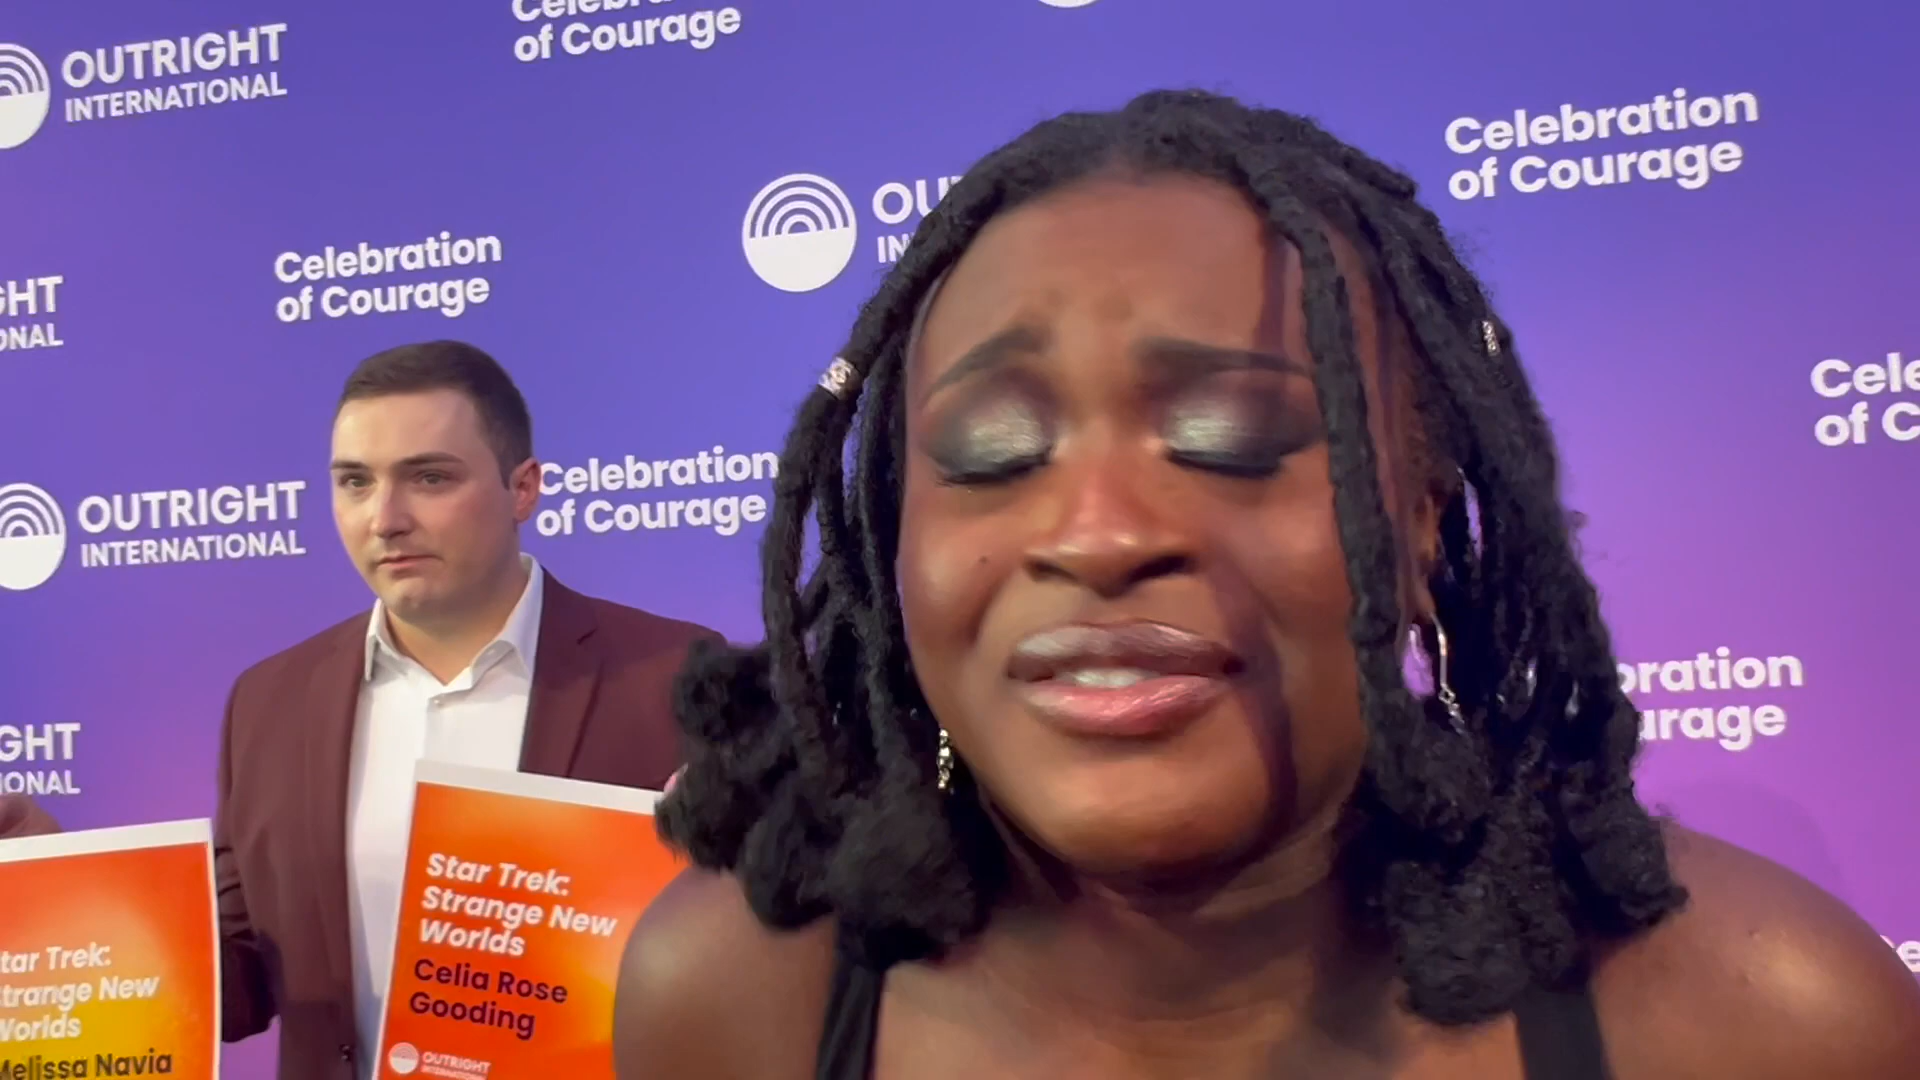 OUTRIGHT
INTERNATIONAL
of Courage
Celebration
of Courage
Celebration
of Courage
Celebration
of Courage
OUTRIGHT
INTERNATIONAL
Celebration
of Courage
Star Trek:
Strange New
Worlds
Celia Rose
Gooding
OUTRIGHT
INTERNATIONAL
Melissa Navia